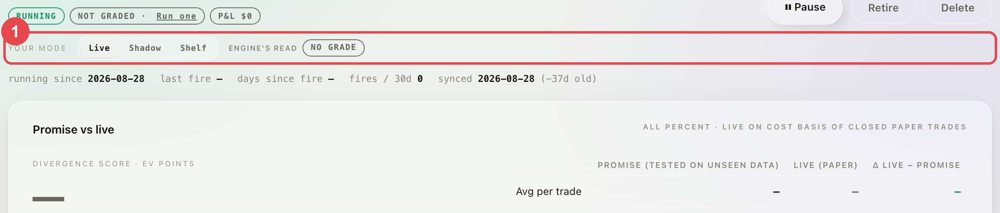 RUNNING NOT GRADED · Run one P&L $0 Pause Retire Delete
1
YOUR MODE Live Shadow Shelf ENGINE'S READ NO GRADE
running since 2026-08-28 last fire — days since fire — fires / 30d 0 synced 2026-08-28 (-37d old)
Promise vs live ALL PERCENT · LIVE ON COST BASIS OF CLOSED PAPER TRADES
DIVERGENCE SCORE · EV POINTS PROMISE (TESTED ON UNSEEN DATA) LIVE (PAPER) Δ LIVE − PROMISE
Avg per trade — — —
—